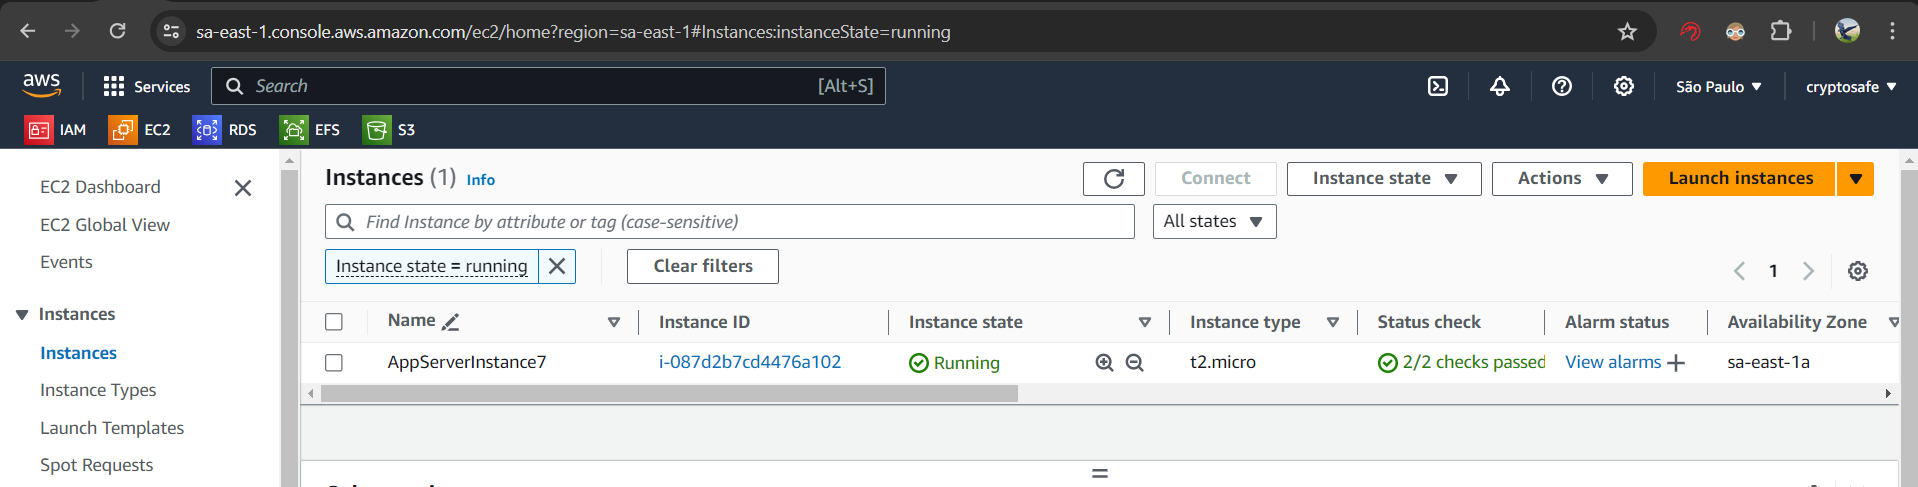 sa-east-1.console.aws.amazon.com/ec2/home?region=sa-east-1#Instances:instanceState=running
aws Services Search [Alt+S] São Paulo cryptosafe
IAM EC2 RDS EFS S3
EC2 Dashboard
EC2 Global View
Events
Instances
Instances
Instance Types
Launch Templates
Spot Requests
Instances (1) Info Connect Instance state Actions Launch instances
Find Instance by attribute or tag (case-sensitive) All states
Instance state = running Clear filters 1
Name Instance ID Instance state Instance type Status check Alarm status Availability Zone
AppServerInstance7 i-087d2b7cd4476a102 Running t2.micro 2/2 checks passed View alarms sa-east-1a